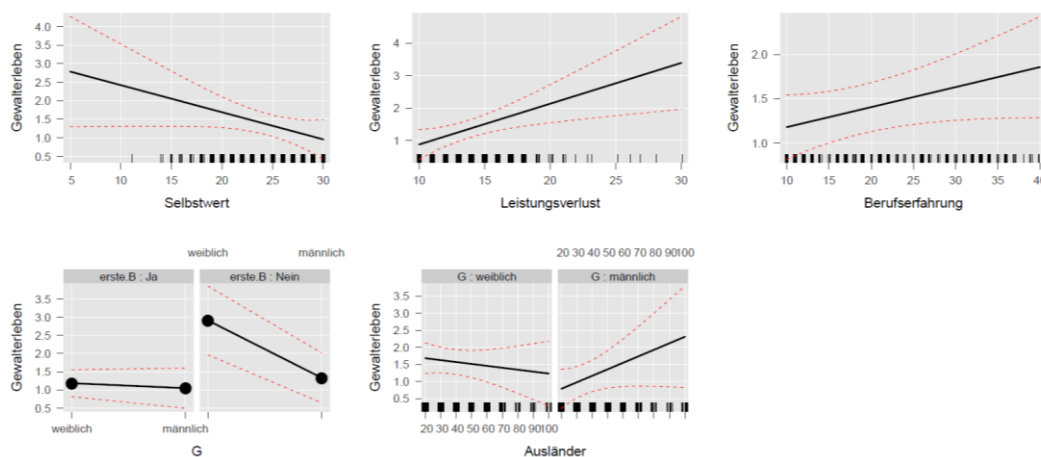 Gewalterleben
4.0
3.5
3.0
2.5
2.0
1.5
1.0
0.5
5 10 15 20 25 30
Selbstwert
Gewalterleben
4
3
2
1
10 15 20 25 30
Leistungsverlust
Gewalterleben
2.0
1.5
1.0
10 15 20 25 30 35 40
Berufserfahrung
weiblich männlich
erste.B : Ja erste.B : Nein
Gewalterleben
3.5
3.0
2.5
2.0
1.5
1.0
0.5
weiblich männlich
G
20 30 40 50 60 70 80 90100
G : weiblich G : männlich
Gewalterleben
3.5
3.0
2.5
2.0
1.5
1.0
0.5
20 30 40 50 60 70 80 90100
Ausländer